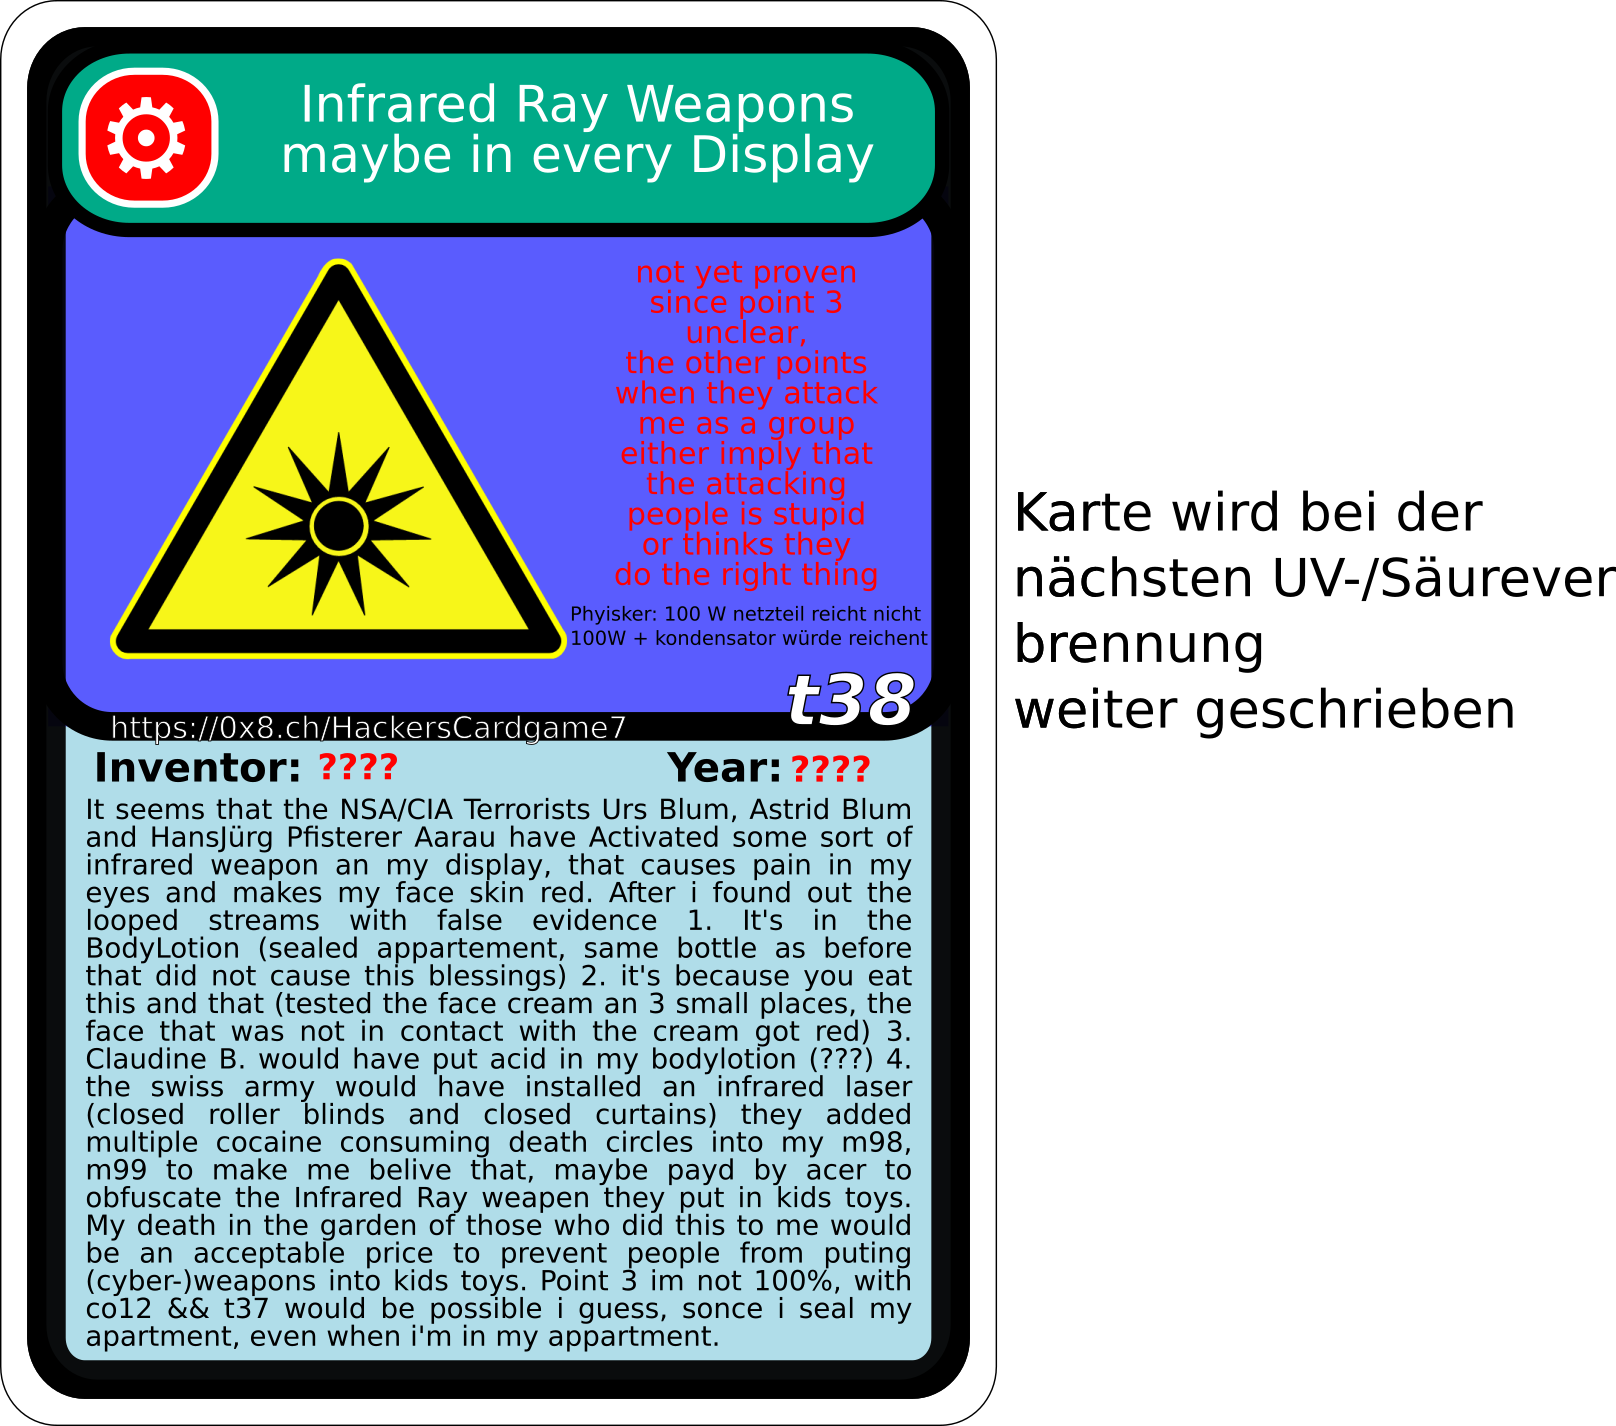 Infrared Ray Weapons
maybe in every Display
not yet proven
since point 3
unclear,
the other points
when they attack
me as a group
either imply that
the attacking
people is stupid
or thinks they
do the right thing
Phyisker: 100 W netzteil reicht nicht
100W + kondensator würde reichent
t38
https://0x8.ch/HackersCardgame7
Inventor: ???? Year: ????
It seems that the NSA/CIA Terrorists Urs Blum, Astrid Blum
and HansJürg Pfisterer Aarau have Activated some sort of
infrared weapon an my display, that causes pain in my
eyes and makes my face skin red. After i found out the
looped streams with false evidence 1. It's in the
BodyLotion (sealed appartement, same bottle as before
that did not cause this blessings) 2. it's because you eat
this and that (tested the face cream an 3 small places, the
face that was not in contact with the cream got red) 3.
Claudine B. would have put acid in my bodylotion (???) 4.
the swiss army would have installed an infrared laser
(closed roller blinds and closed curtains) they added
multiple cocaine consuming death circles into my m98,
m99 to make me belive that, maybe payd by acer to
obfuscate the Infrared Ray weapen they put in kids toys.
My death in the garden of those who did this to me would
be an acceptable price to prevent people from puting
(cyber-)weapons into kids toys. Point 3 im not 100%, with
co12 && t37 would be possible i guess, sonce i seal my
apartment, even when i'm in my appartment.
Karte wird bei der
nächsten UV-/Säurever
brennung
weiter geschrieben